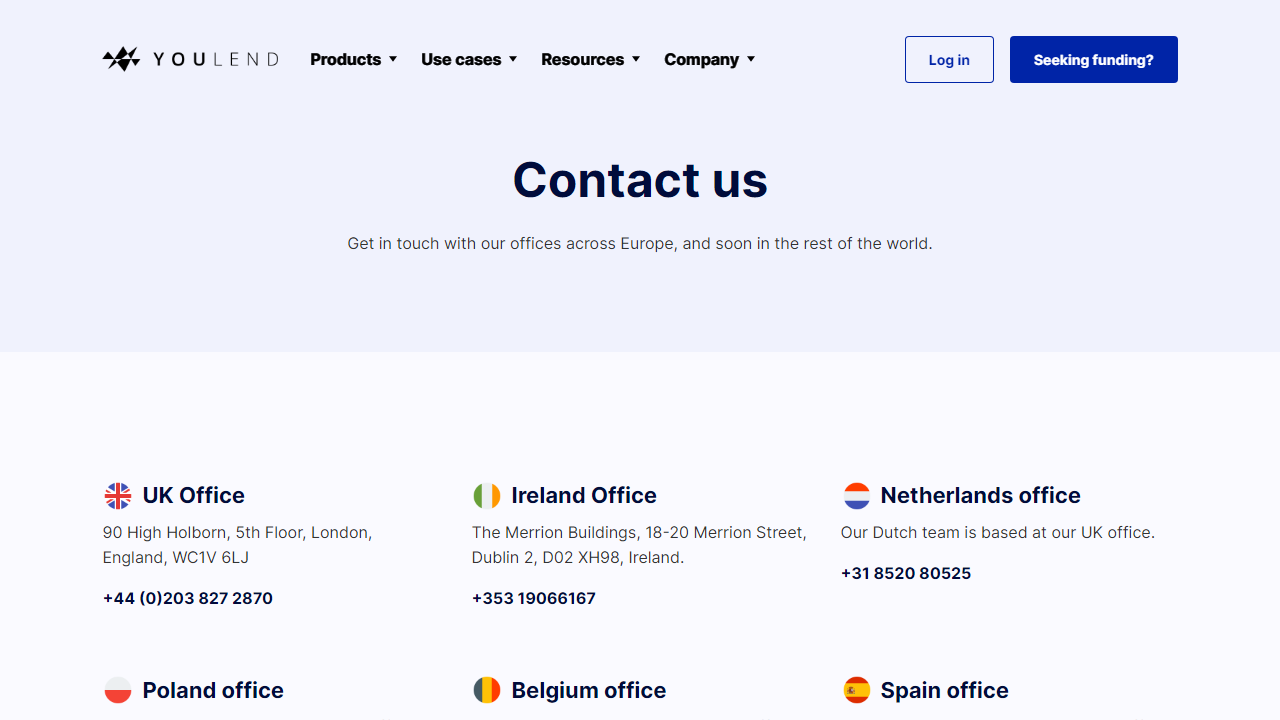 YOULEND
Products
Use cases
Resources
Company
Log in
Seeking funding?
Contact us
Get in touch with our offices across Europe, and soon in the rest of the world.
UK Office
90 High Holborn, 5th Floor, London,
England, WC1V 6LJ
+44 (0)203 827 2870
Ireland Office
The Merrion Buildings, 18-20 Merrion Street,
Dublin 2, D02 XH98, Ireland.
+353 19066167
Netherlands office
Our Dutch team is based at our UK office.
+31 8520 80525
Poland office
Belgium office
Spain office